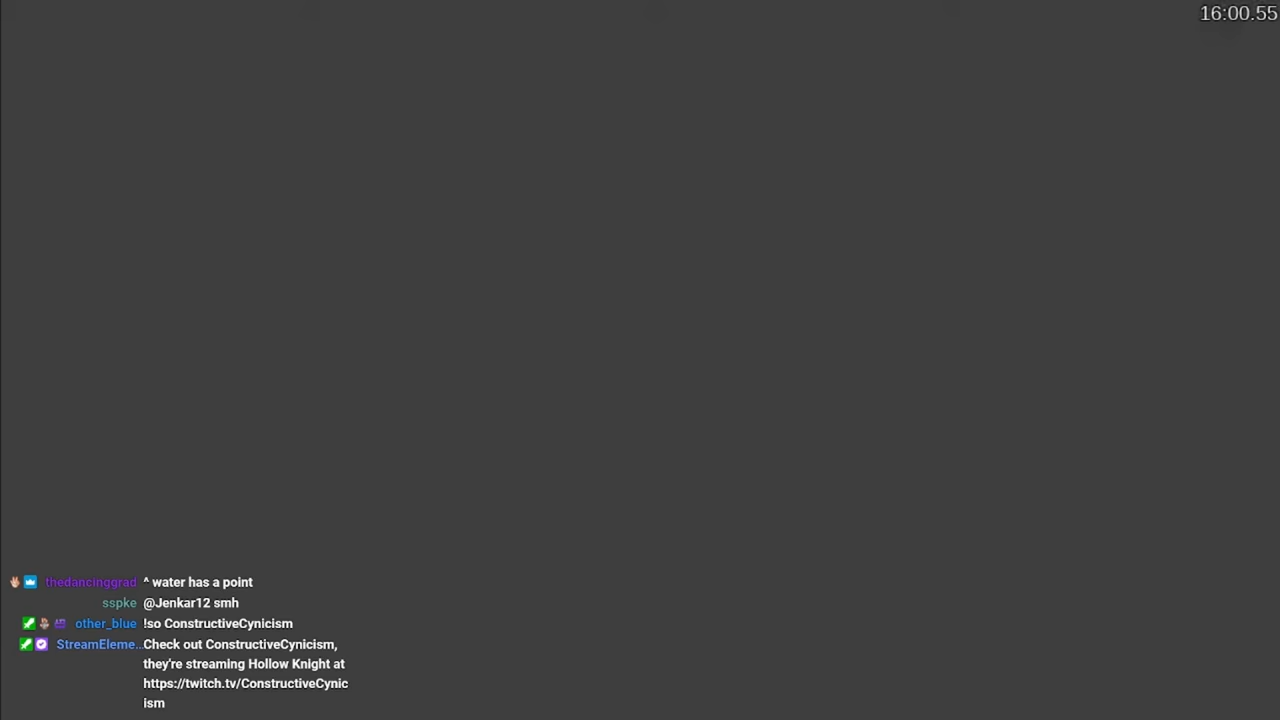 16:00.55
thedancinggrad ^ water has a point
sspke @Jenkar12 smh
other_blue !so ConstructiveCynicism
StreamEleme... Check out ConstructiveCynicism,
they're streaming Hollow Knight at
https://twitch.tv/ConstructiveCynic
ism